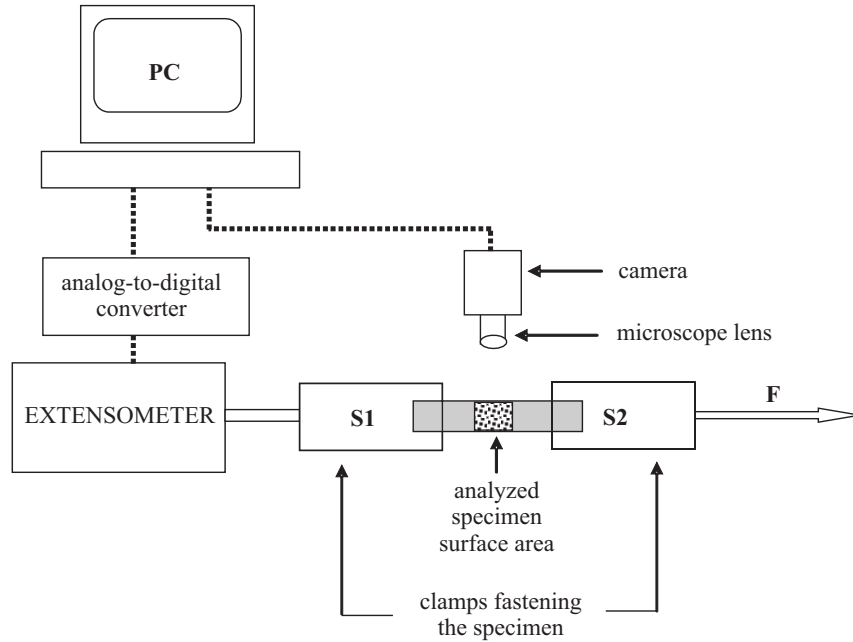 PC
analog-to-digital
converter
camera
microscope lens
EXTENSOMETER
S1
S2
F
analyzed
specimen
surface area
clamps fastening
the specimen